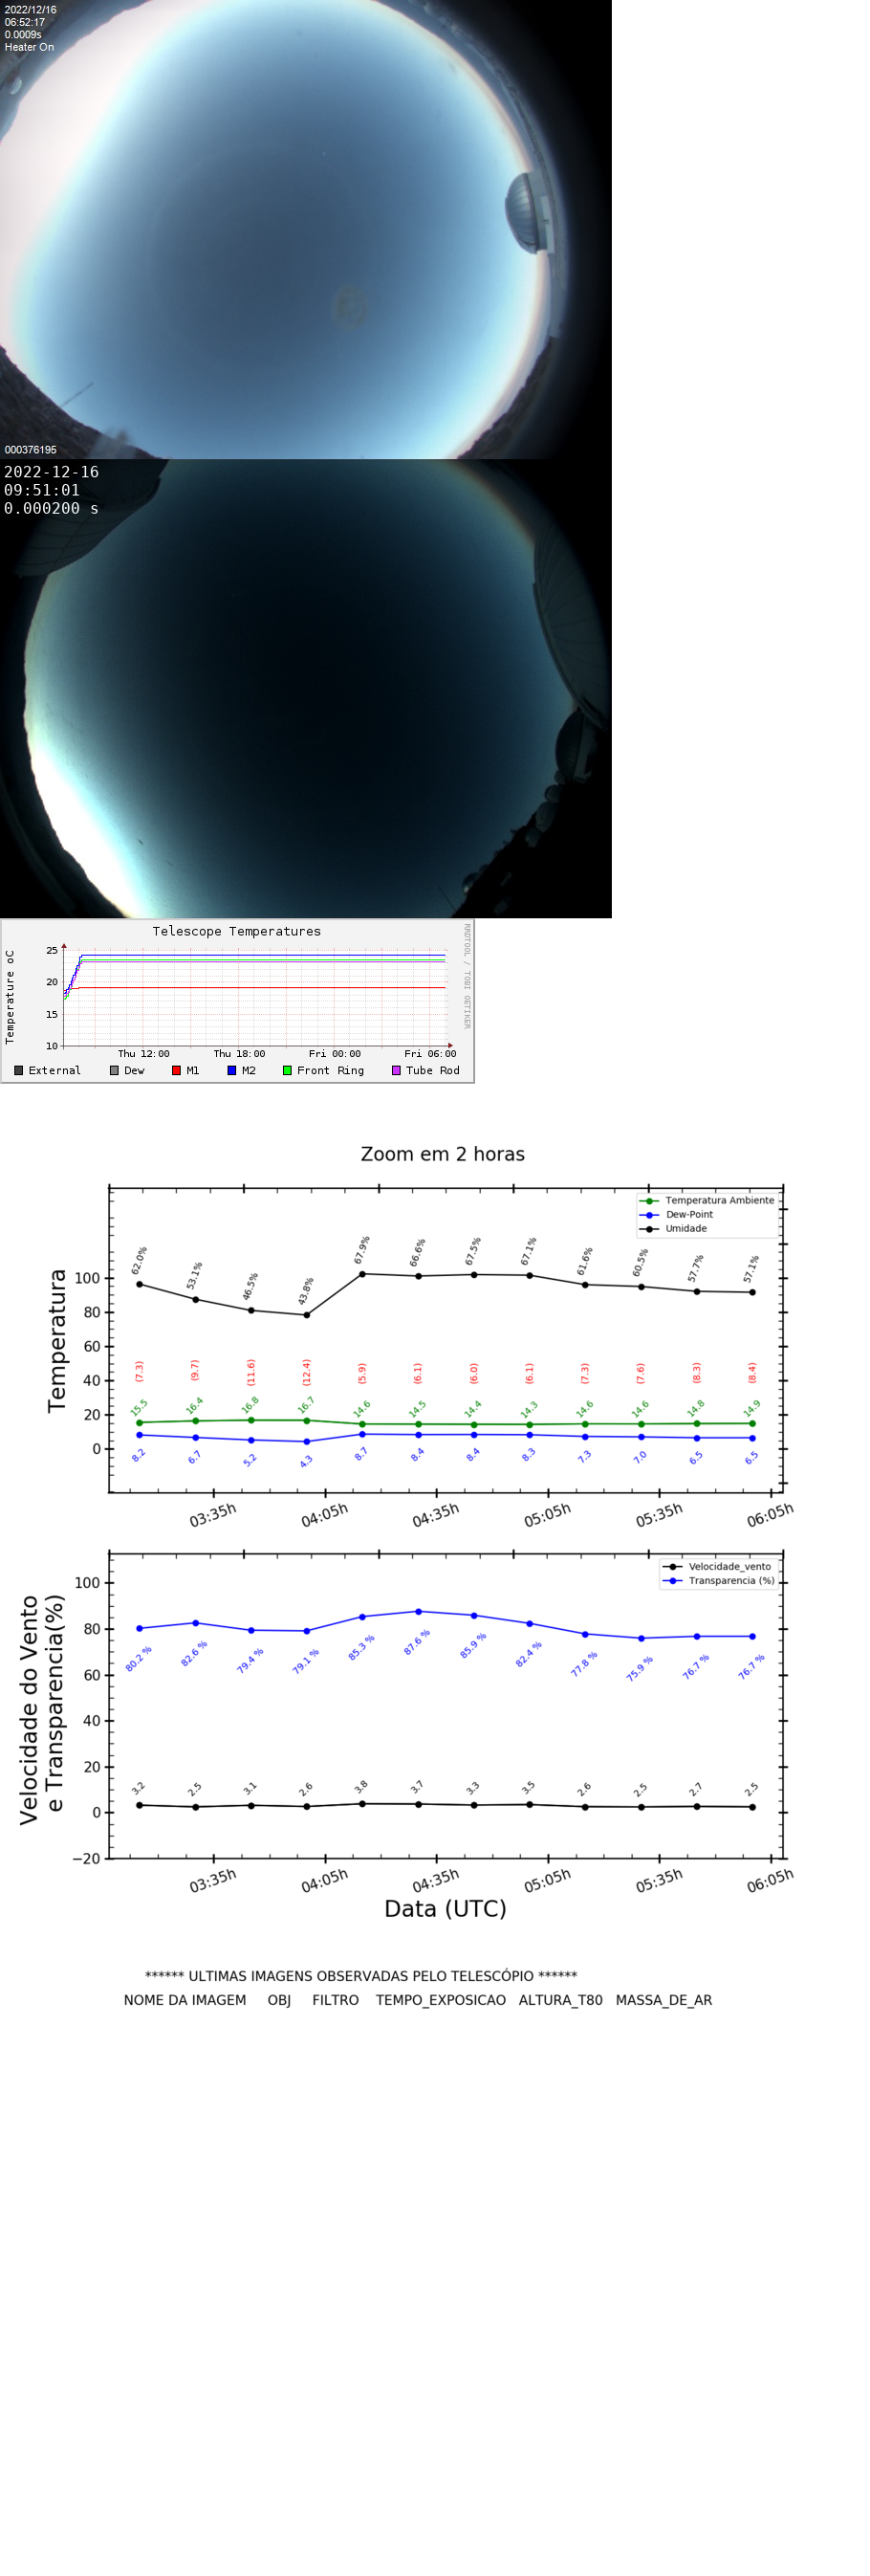 2022/12/16
06:52:17
0.0009s
Heater On
000376195
2022-12-16
09:51:01
0.000200 s
Telescope Temperatures
RRDTOOL / TOBI OETIKER
Temperature oC
25
20
15
10
Thu 12:00 Thu 18:00 Fri 00:00 Fri 06:00
External Dew M1 M2 Front Ring Tube Rod
Zoom em 2 horas
Temperatura
Temperatura Ambiente
Dew-Point
Umidade
100
80
60
40
20
0
62.0% 53.1% 46.5% 43.8% 67.9% 66.6% 67.5% 67.1% 61.6% 60.5% 57.7% 57.1%
(7.3) (9.7) (11.6) (12.4) (5.9) (6.1) (6.0) (6.1) (7.3) (7.6) (8.3) (8.4)
15.5 16.4 16.8 16.7 14.6 14.5 14.4 14.3 14.6 14.6 14.8 14.9
8.2 6.7 5.2 4.3 8.7 8.4 8.4 8.3 7.3 7.0 6.5 6.5
03:35h 04:05h 04:35h 05:05h 05:35h 06:05h
Velocidade do Vento
e Transparencia(%)
Velocidade_vento
Transparencia (%)
100
80
60
40
20
0
−20
80.2 % 82.6 % 79.4 % 79.1 % 85.3 % 87.6 % 85.9 % 82.4 % 77.8 % 75.9 % 76.7 % 76.7 %
3.2 2.5 3.1 2.6 3.8 3.7 3.3 3.5 2.6 2.5 2.7 2.5
03:35h 04:05h 04:35h 05:05h 05:35h 06:05h
Data (UTC)
****** ULTIMAS IMAGENS OBSERVADAS PELO TELESCÓPIO ******
NOME DA IMAGEM OBJ FILTRO TEMPO_EXPOSICAO ALTURA_T80 MASSA_DE_AR